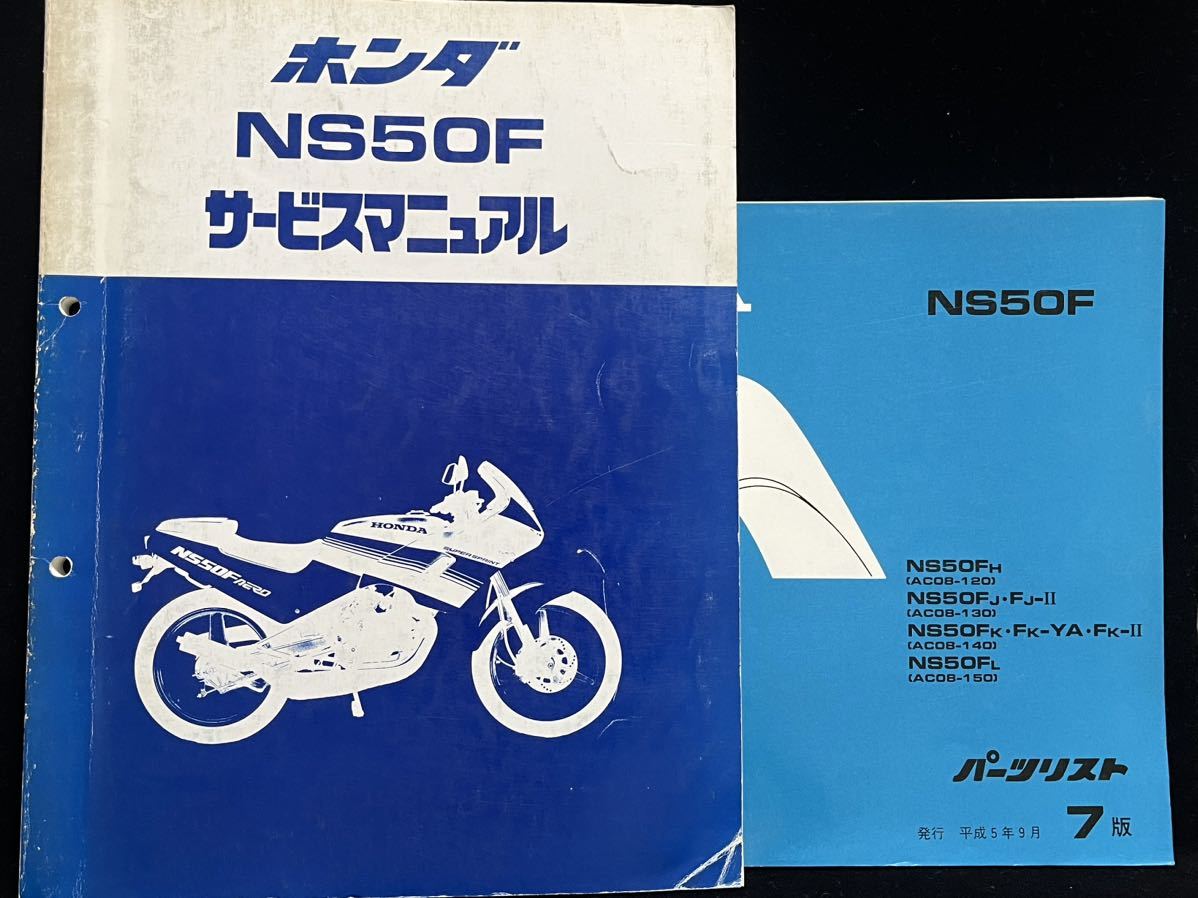 ホンダ
NS50F
サービスマニュアル
HONDA
SUPER SPRINT
NS50F AERO
NS50F
NS50FH
(AC08-120)
NS50FJ・FJ-II
(AC08-130)
NS50FK・FK-YA・FK-II
(AC08-140)
NS50FL
(AC08-150)
パーツリスト
7版
発行 平成5年9月